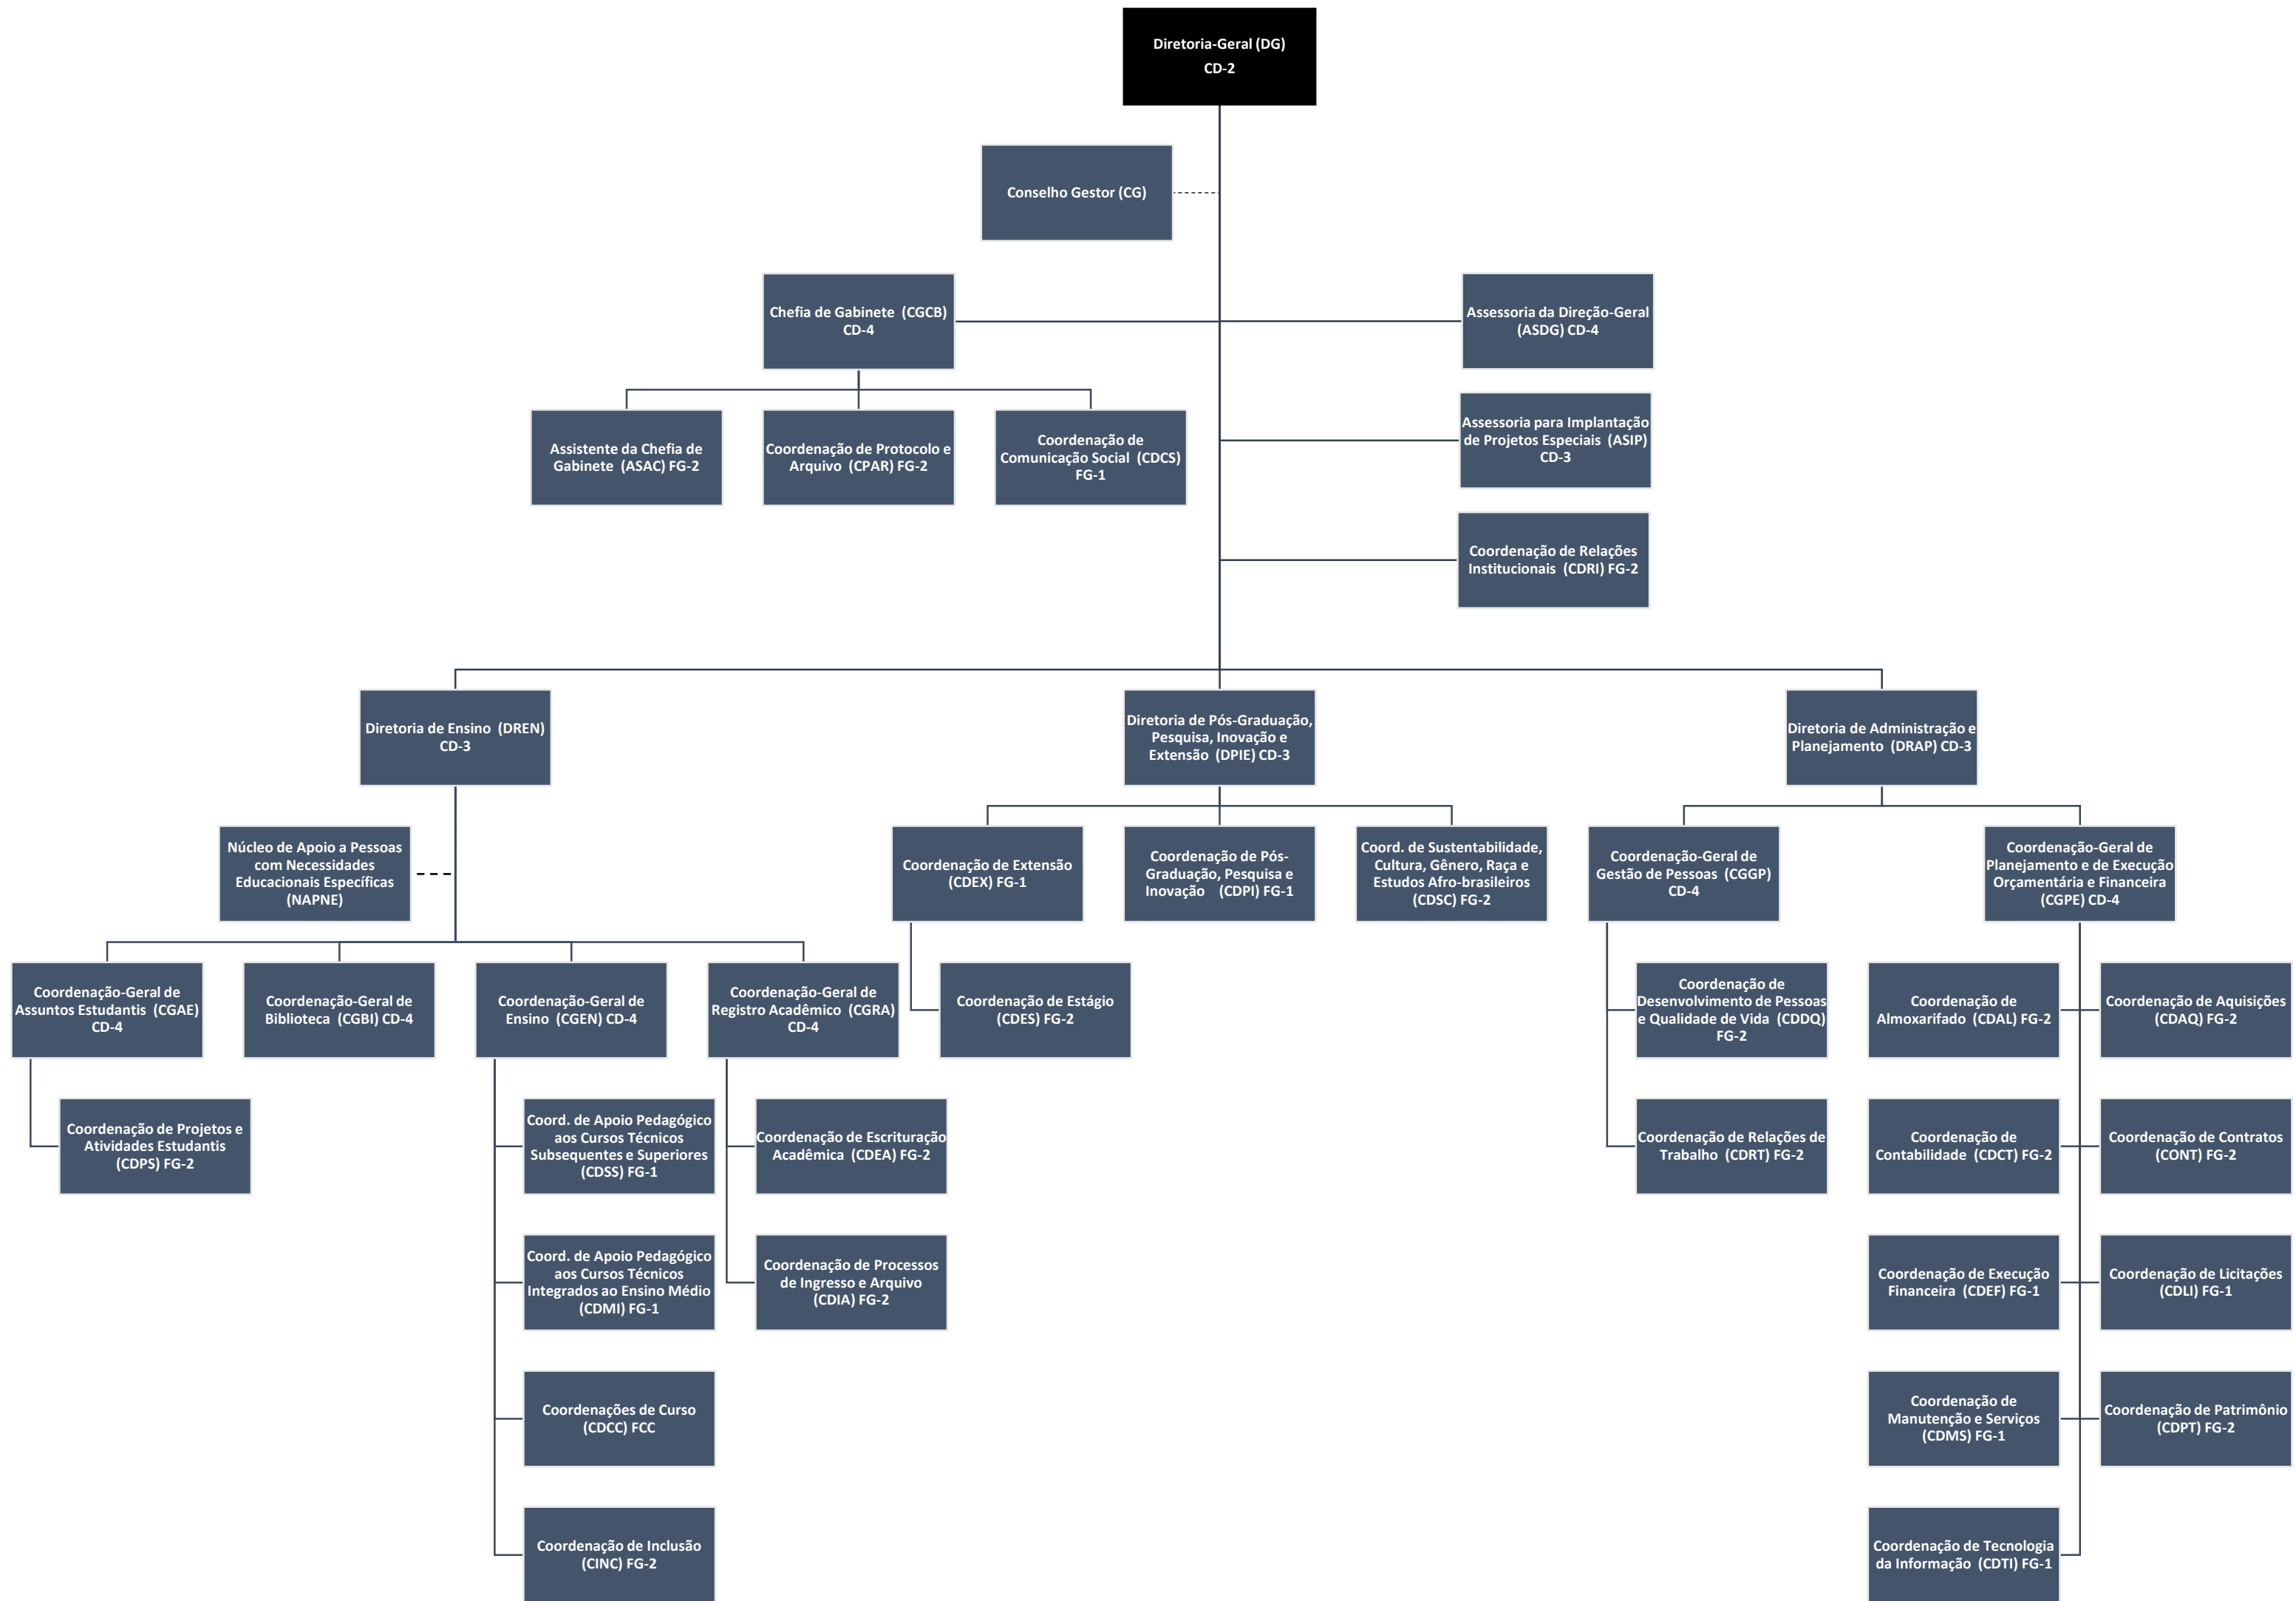 Diretoria-Geral (DG)
CD-2
Conselho Gestor (CG)
Chefia de Gabinete (CGCB)
CD-4
Assessoria da Direção-Geral
(ASDG) CD-4
Assistente da Chefia de
Gabinete (ASAC) FG-2
Coordenação de Protocolo e
Arquivo (CPAR) FG-2
Coordenação de
Comunicação Social (CDCS)
FG-1
Assessoria para Implantação
de Projetos Especiais (ASIP)
CD-3
Coordenação de Relações
Institucionais (CDRI) FG-2
Diretoria de Ensino (DREN)
CD-3
Diretoria de Pós-Graduação,
Pesquisa, Inovação e
Extensão (DPIE) CD-3
Diretoria de Administração e
Planejamento (DRAP) CD-3
Núcleo de Apoio a Pessoas
com Necessidades
Educacionais Específicas
(NAPNE)
Coordenação de Extensão
(CDEX) FG-1
Coordenação de Pós-
Graduação, Pesquisa e
Inovação (CDPI) FG-1
Coord. de Sustentabilidade,
Cultura, Gênero, Raça e
Estudos Afro-brasileiros
(CDSC) FG-2
Coordenação-Geral de
Gestão de Pessoas (CGGP)
CD-4
Coordenação-Geral de
Planejamento e de Execução
Orçamentária e Financeira
(CGPE) CD-4
Coordenação-Geral de
Assuntos Estudantis (CGAE)
CD-4
Coordenação-Geral de
Biblioteca (CGBI) CD-4
Coordenação-Geral de
Ensino (CGEN) CD-4
Coordenação-Geral de
Registro Acadêmico (CGRA)
CD-4
Coordenação de Estágio
(CDES) FG-2
Coordenação de
Desenvolvimento de Pessoas
e Qualidade de Vida (CDDQ)
FG-2
Coordenação de
Almoxarifado (CDAL) FG-2
Coordenação de Aquisições
(CDAQ) FG-2
Coordenação de Projetos e
Atividades Estudantis
(CDPS) FG-2
Coord. de Apoio Pedagógico
aos Cursos Técnicos
Subsequentes e Superiores
(CDSS) FG-1
Coordenação de Escrituração
Acadêmica (CDEA) FG-2
Coordenação de Relações de
Trabalho (CDRT) FG-2
Coordenação de
Contabilidade (CDCT) FG-2
Coordenação de Contratos
(CONT) FG-2
Coord. de Apoio Pedagógico
aos Cursos Técnicos
Integrados ao Ensino Médio
(CDMI) FG-1
Coordenação de Processos
de Ingresso e Arquivo
(CDIA) FG-2
Coordenação de Execução
Financeira (CDEF) FG-1
Coordenação de Licitações
(CDLI) FG-1
Coordenações de Curso
(CDCC) FCC
Coordenação de
Manutenção e Serviços
(CDMS) FG-1
Coordenação de Patrimônio
(CDPT) FG-2
Coordenação de Inclusão
(CINC) FG-2
Coordenação de Tecnologia
da Informação (CDTI) FG-1